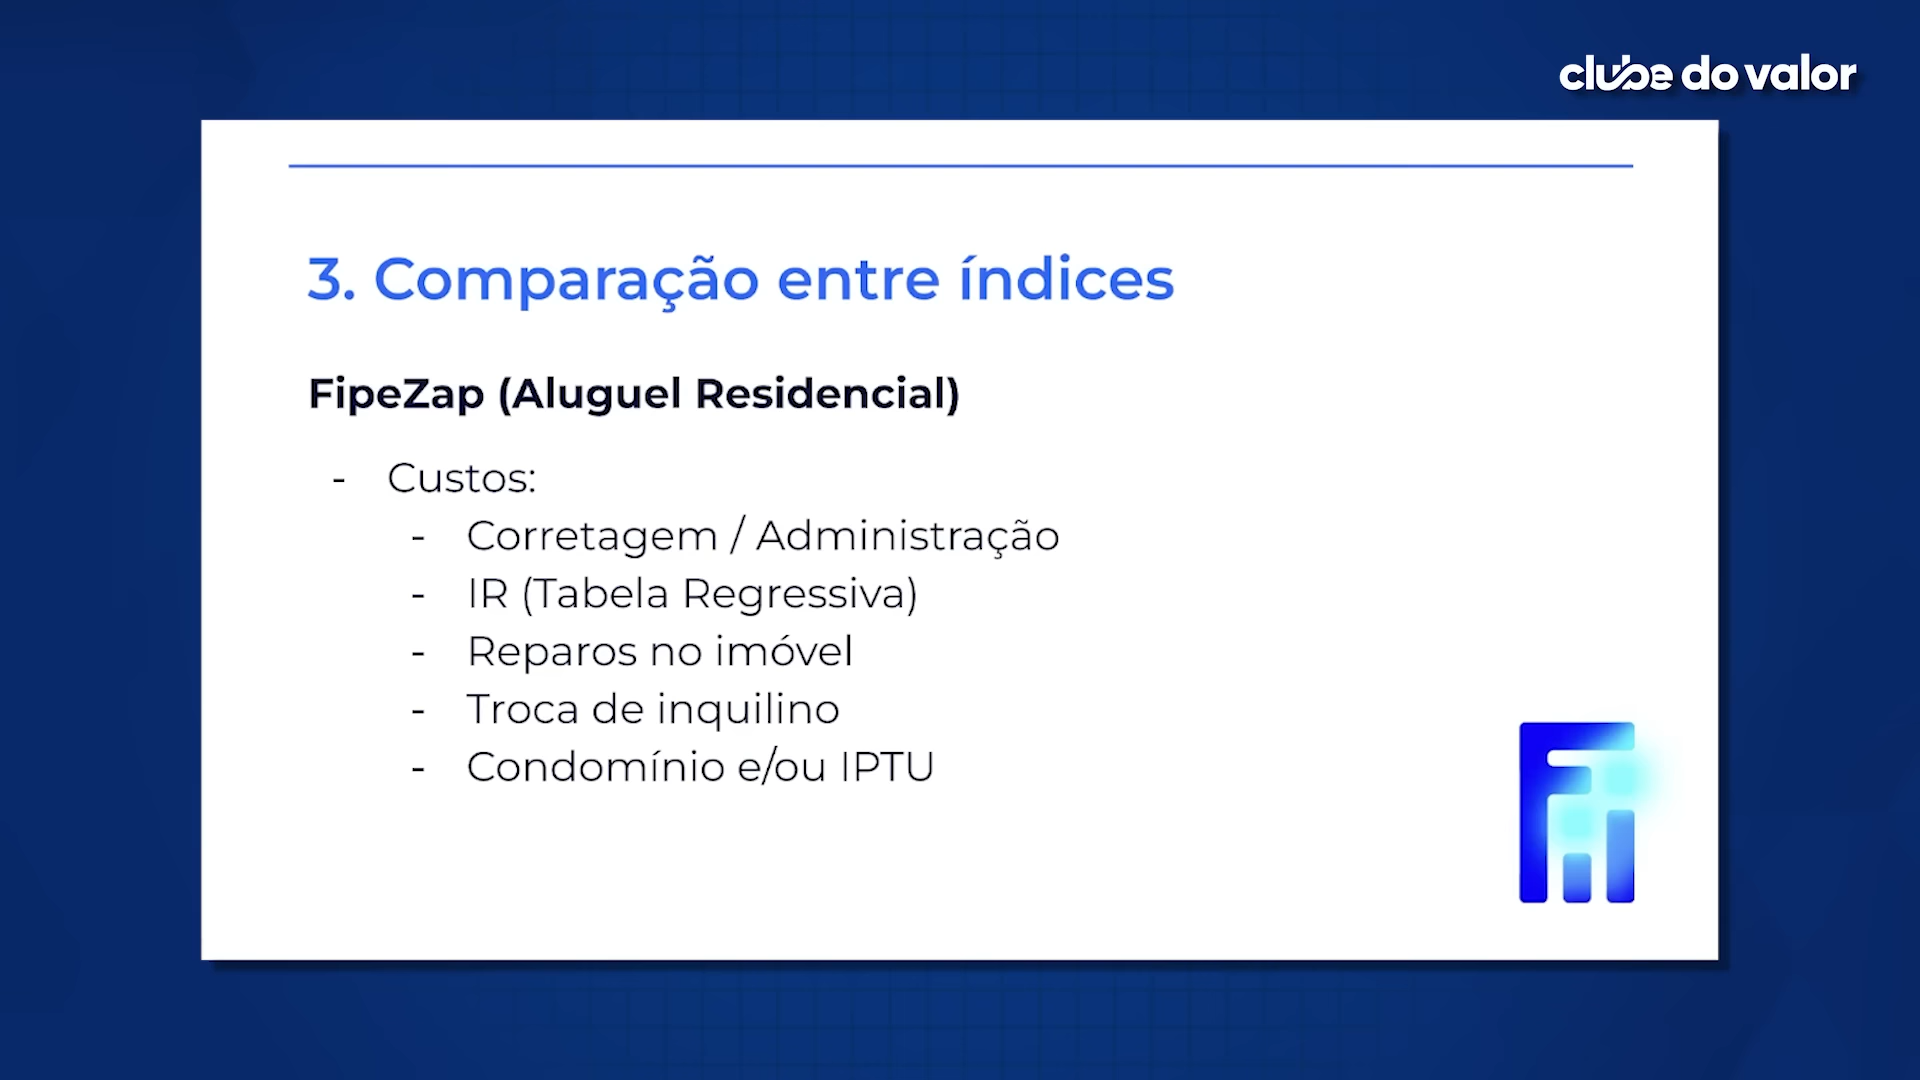 clube do valor
3. Comparação entre índices
FipeZap (Aluguel Residencial)
- Custos:
- Corretagem / Administração
- IR (Tabela Regressiva)
- Reparos no imóvel
- Troca de inquilino
- Condomínio e/ou IPTU